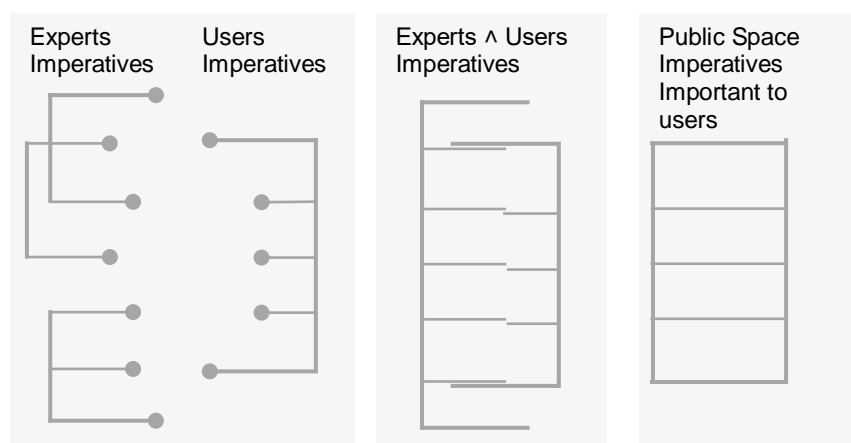 Experts
Imperatives
Users
Imperatives
Experts ʌ Users
Imperatives
Public Space
Imperatives
Important to
users